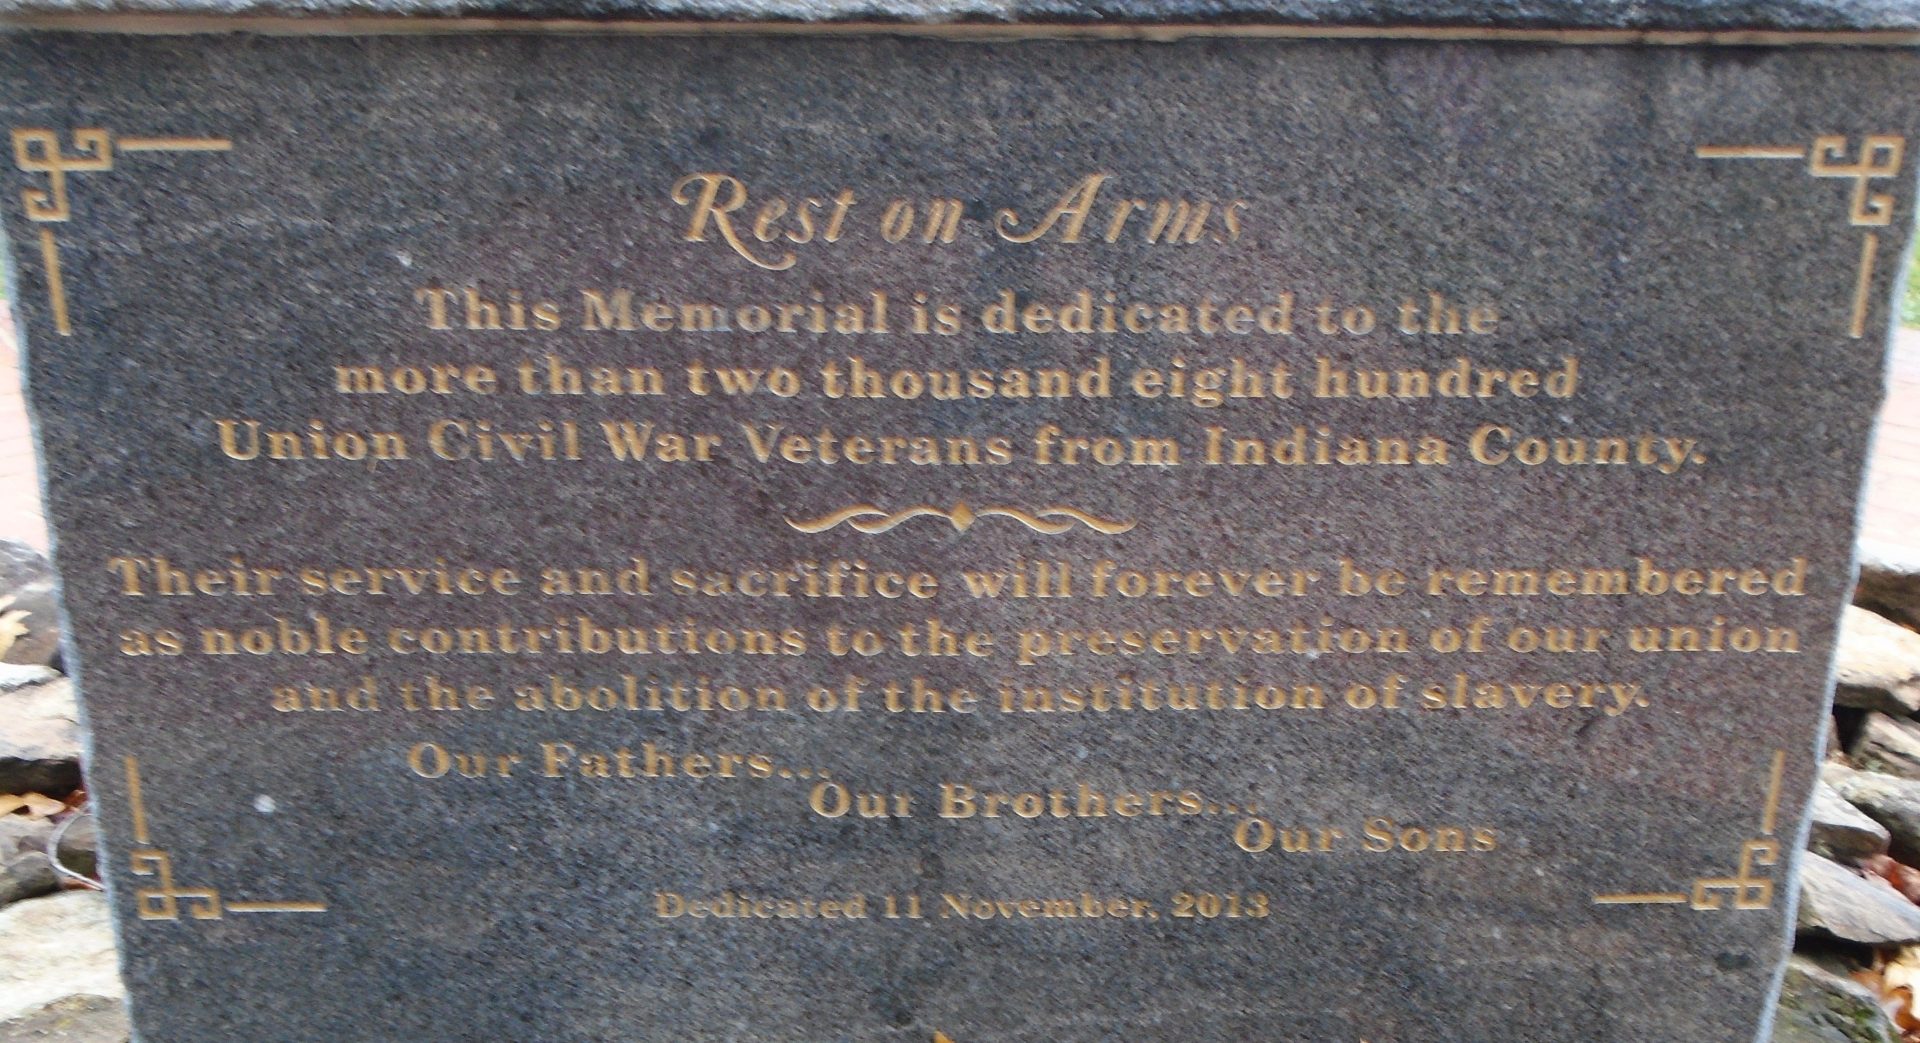 Rest on Arms
This Memorial is dedicated to the
more than two thousand eight hundred
Union Civil War Veterans from Indiana County.
Their service and sacrifice will forever be remembered
as noble contributions to the preservation of our union
and the abolition of the institution of slavery.
Our Fathers...
Our Brothers...
Our Sons
Dedicated 11 November, 2013